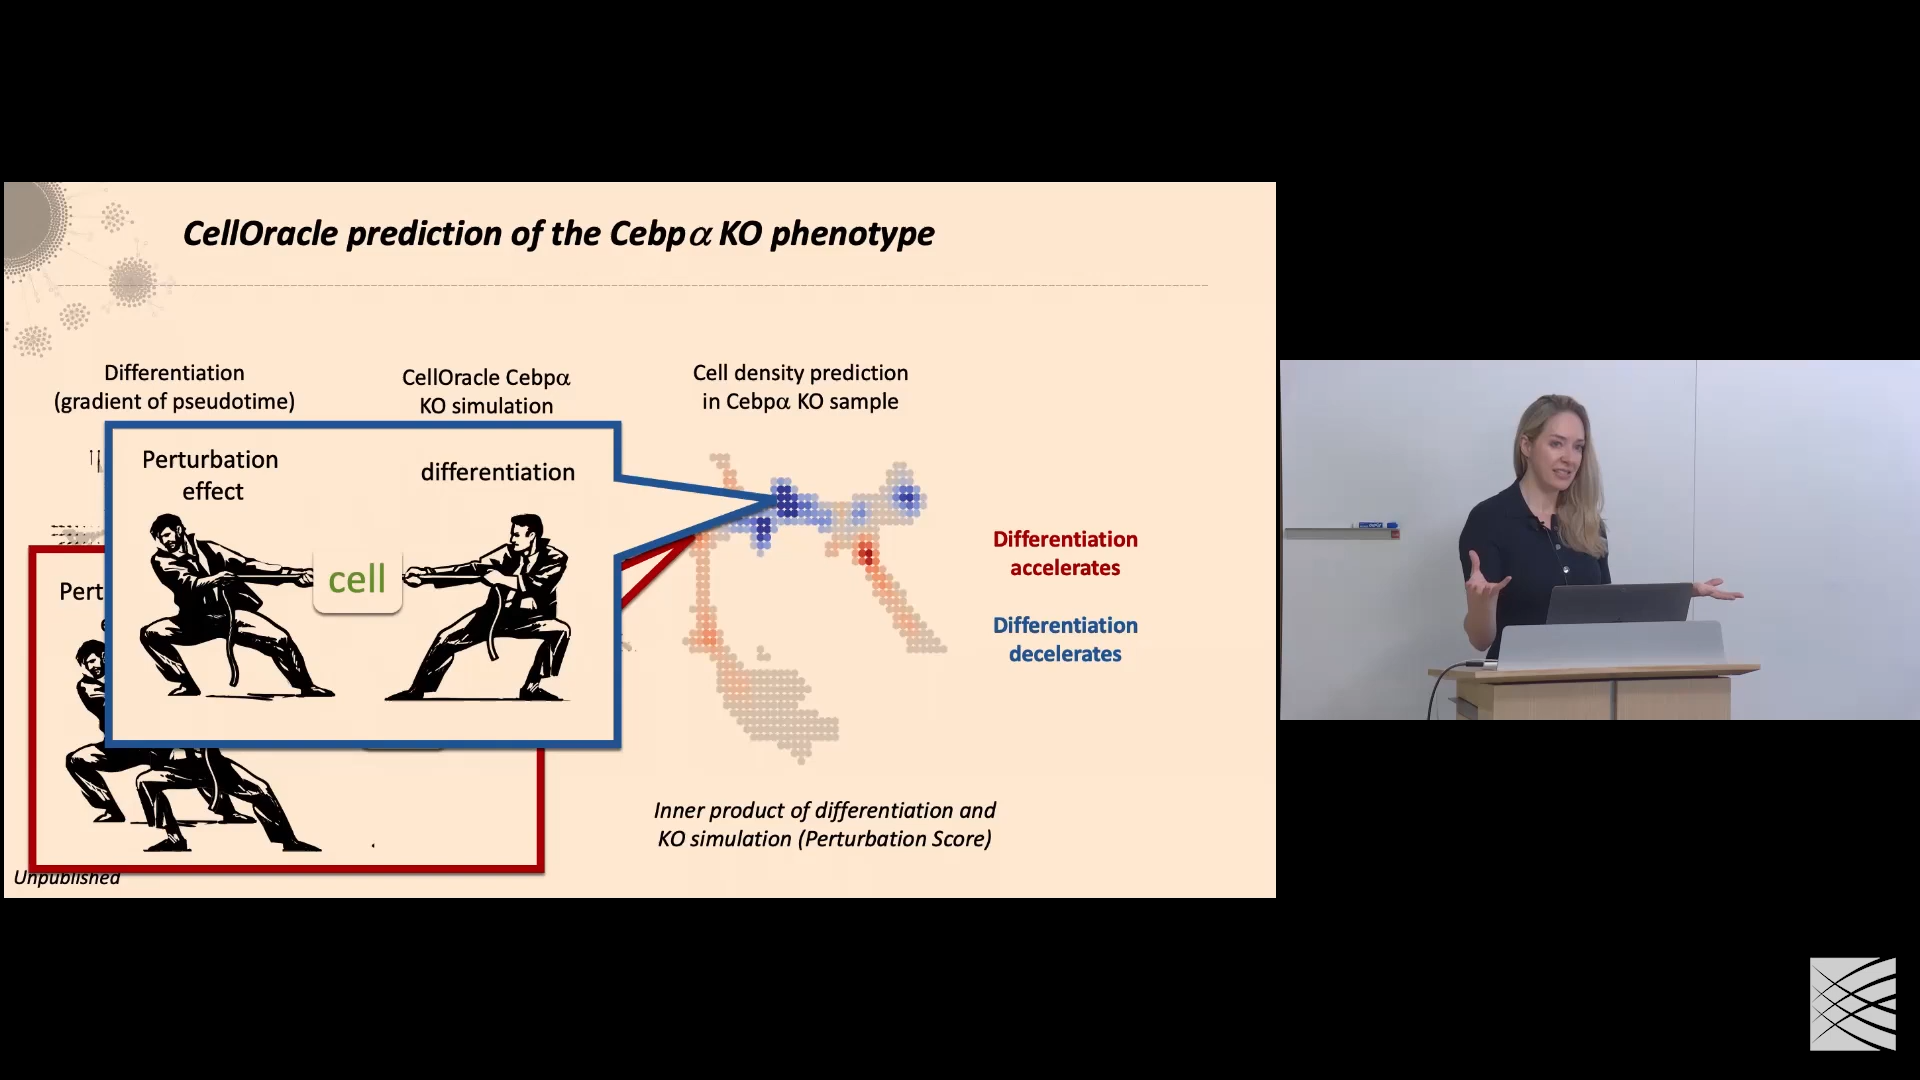 CellOracle prediction of the Cebpα KO phenotype
Differentiation
(gradient of pseudotime)
CellOracle Cebpα
KO simulation
Cell density prediction
in Cebpα KO sample
Perturbation
effect
differentiation
cell
Pert
Differentiation
accelerates
Differentiation
decelerates
Inner product of differentiation and
KO simulation (Perturbation Score)
Unpublished